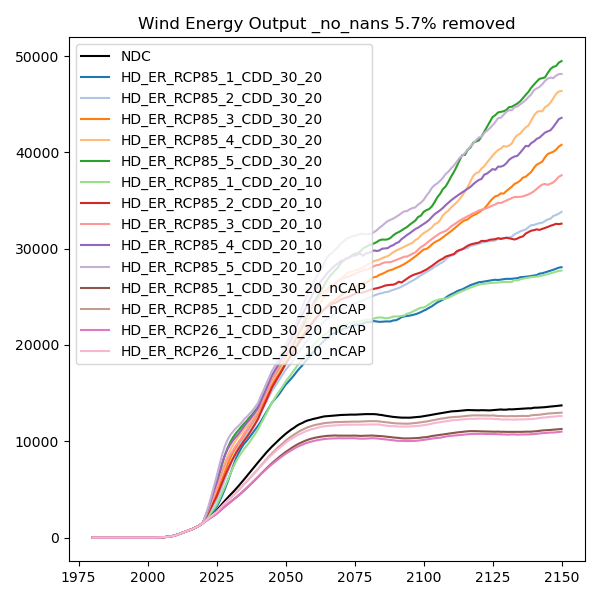 Wind Energy Output _no_nans 5.7% removed
50000
40000
30000
20000
10000
0
NDC
HD_ER_RCP85_1_CDD_30_20
HD_ER_RCP85_2_CDD_30_20
HD_ER_RCP85_3_CDD_30_20
HD_ER_RCP85_4_CDD_30_20
HD_ER_RCP85_5_CDD_30_20
HD_ER_RCP85_1_CDD_20_10
HD_ER_RCP85_2_CDD_20_10
HD_ER_RCP85_3_CDD_20_10
HD_ER_RCP85_4_CDD_20_10
HD_ER_RCP85_5_CDD_20_10
HD_ER_RCP85_1_CDD_30_20_nCAP
HD_ER_RCP85_1_CDD_20_10_nCAP
HD_ER_RCP26_1_CDD_30_20_nCAP
HD_ER_RCP26_1_CDD_20_10_nCAP
1975 2000 2025 2050 2075 2100 2125 2150